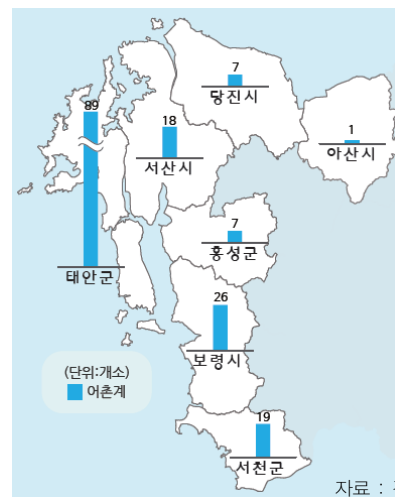 7
당진시
89
18
서산시
1
아산시
7
홍성군
태안군
26
보령시
(단위:개소)
어촌계
19
서천군
자료 :